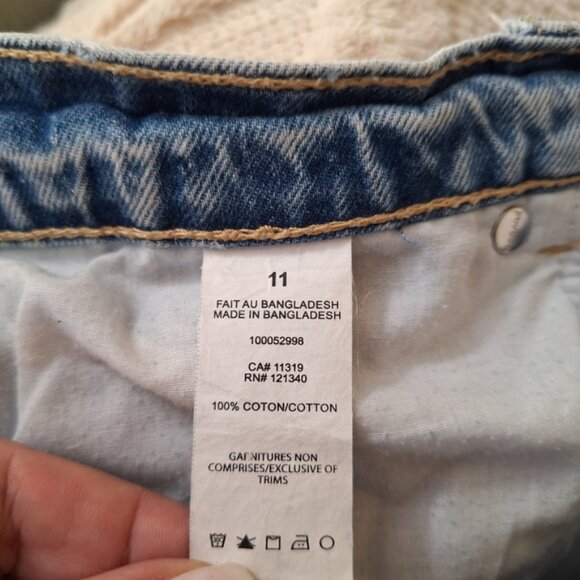 11
FAIT AU BANGLADESH
MADE IN BANGLADESH
100052998
CA# 11319
RN# 121340
100% COTON/COTTON
GARNITURES NON
COMPRISES/EXCLUSIVE OF
TRIMS